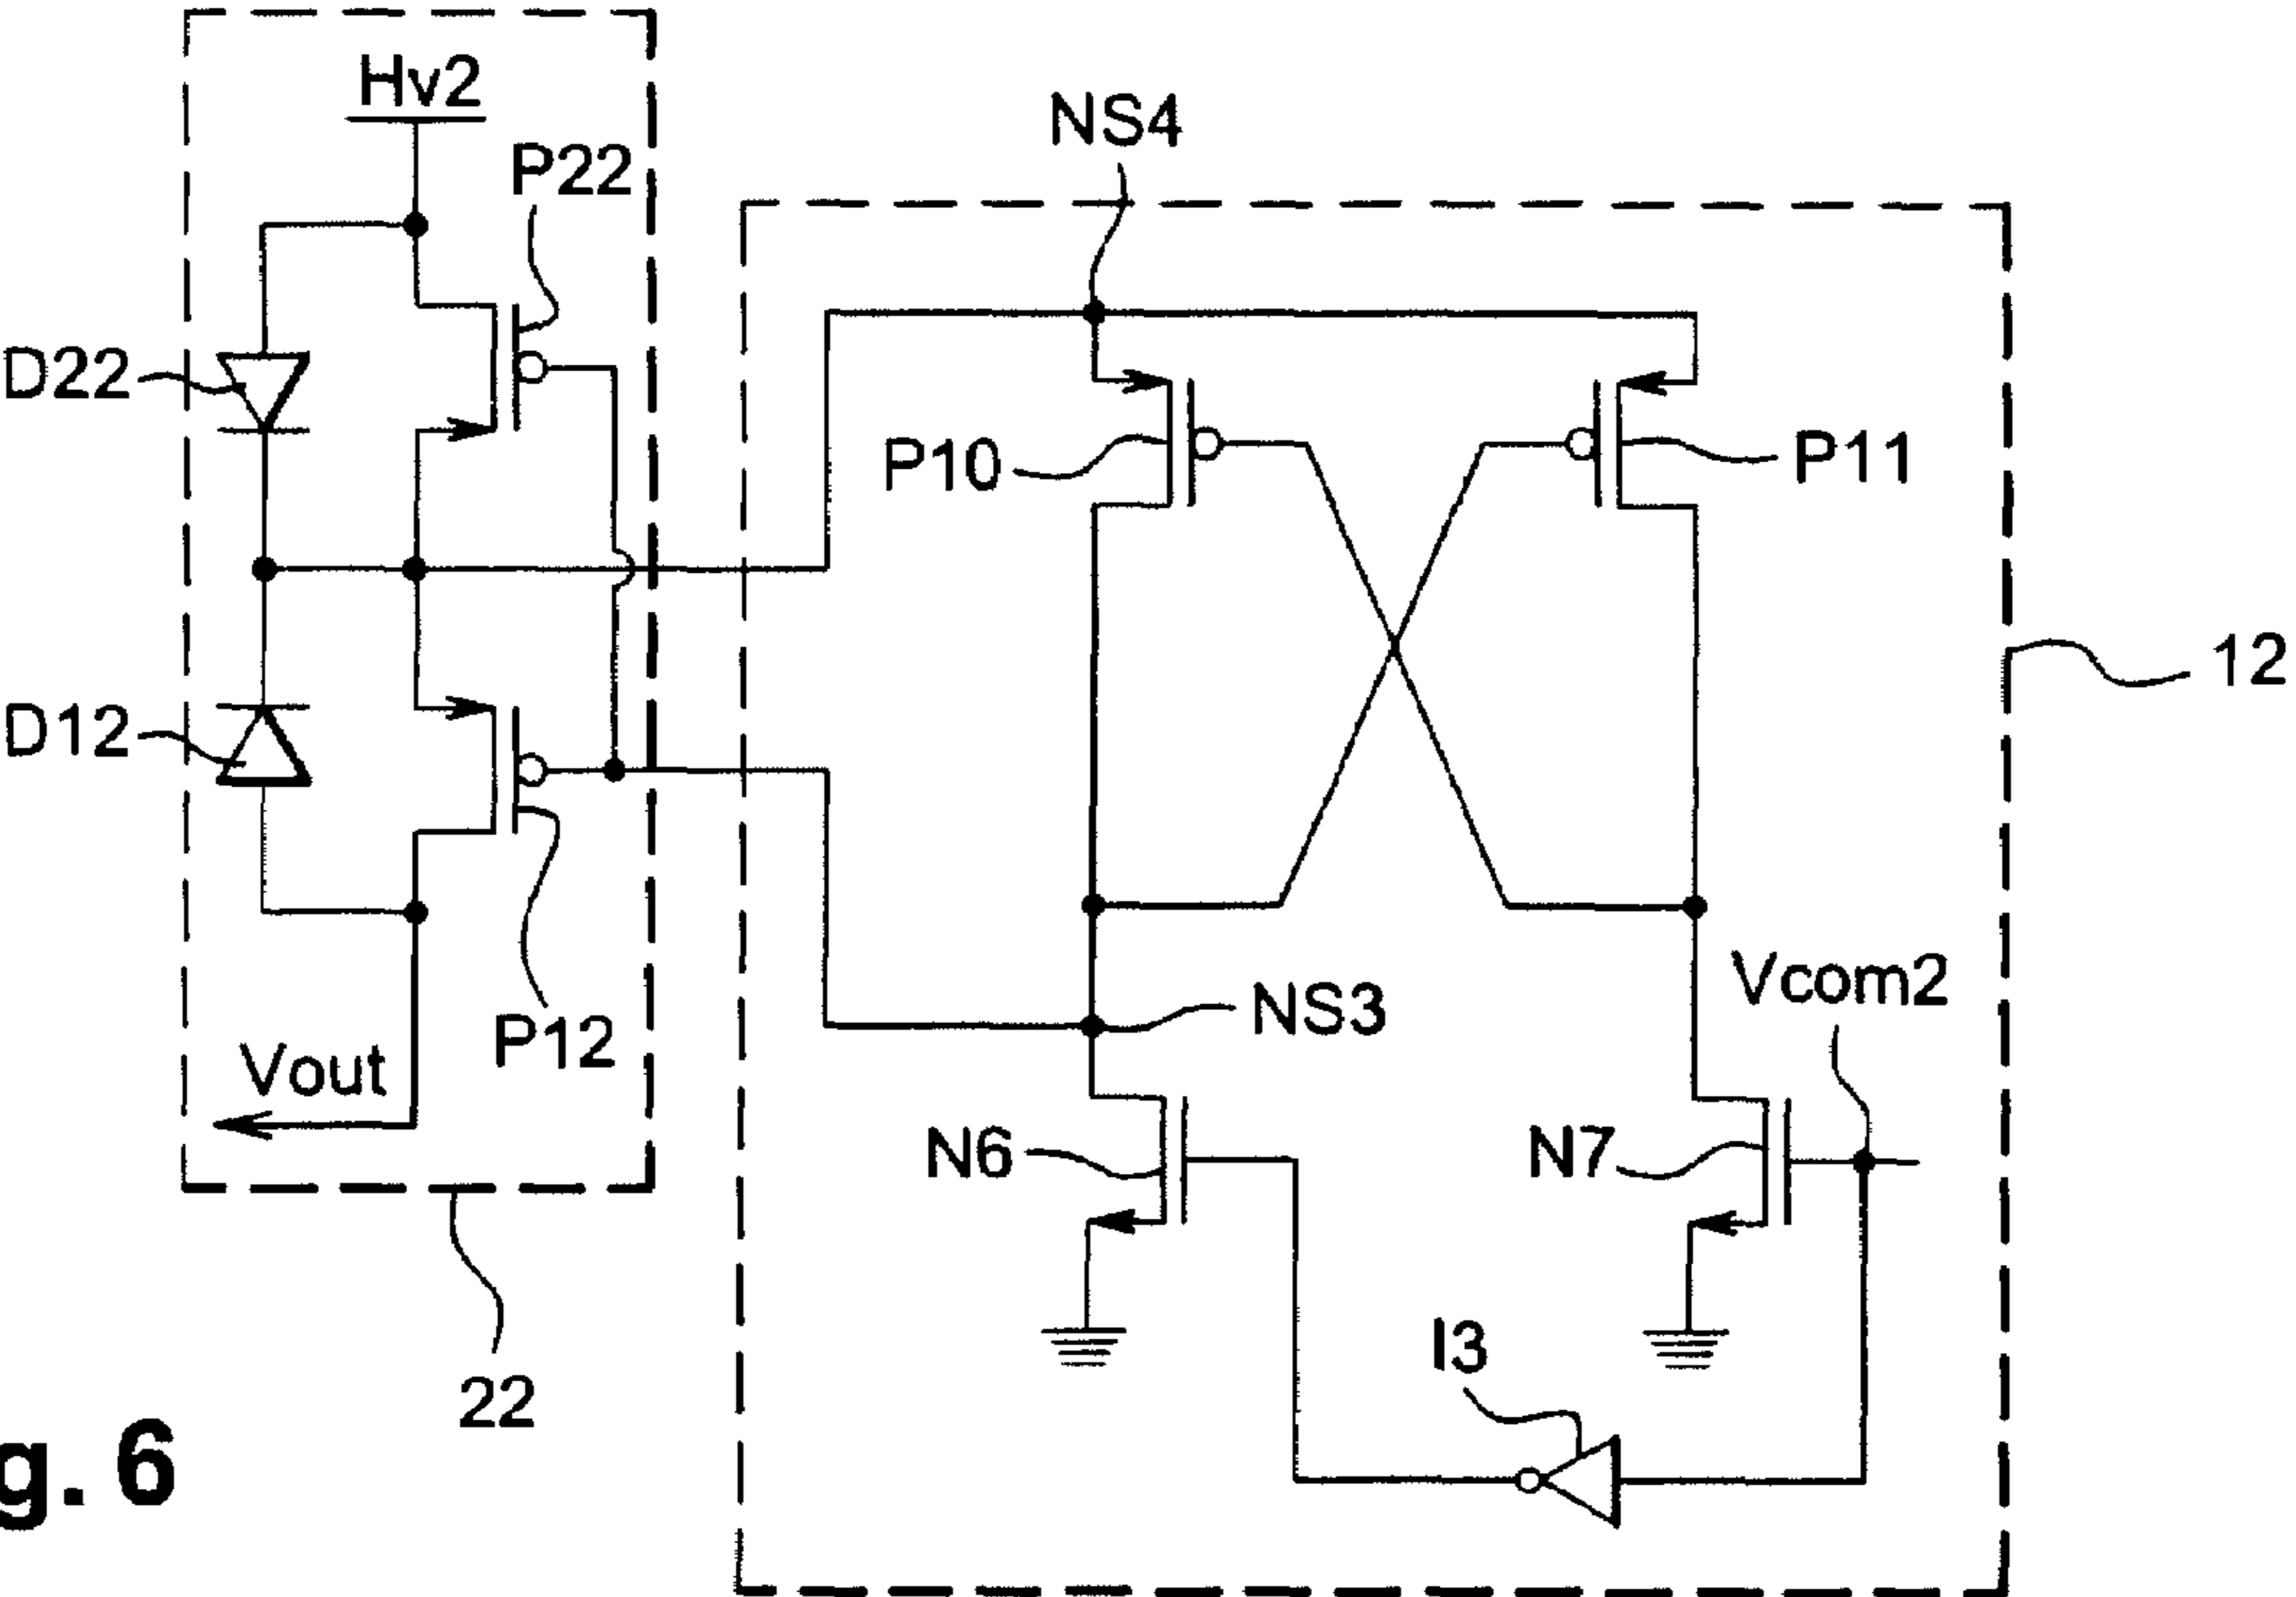 Hv2
P22
NS4
D22
P10
P11
12
D12
Vcom2
NS3
P12
Vout
N6
N7
I3
22
g. 6